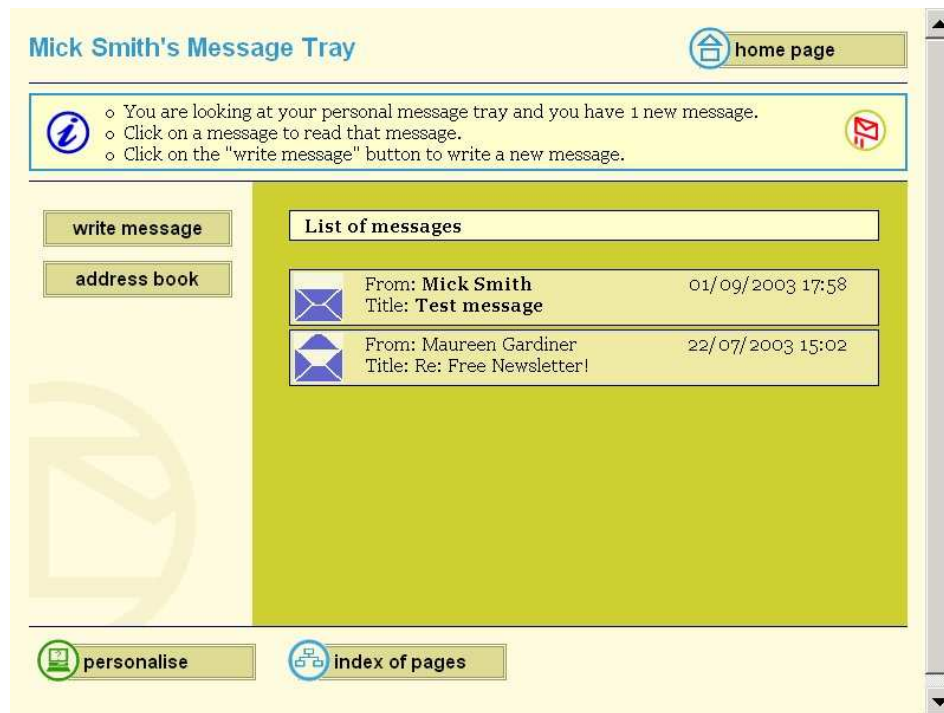 Mick Smith's Message Tray
home page
o You are looking at your personal message tray and you have 1 new message.
o Click on a message to read that message.
o Click on the "write message" button to write a new message.
write message
address book
List of messages
From: Mick Smith 01/09/2003 17:58
Title: Test message
From: Maureen Gardiner 22/07/2003 15:02
Title: Re: Free Newsletter!
personalise
index of pages